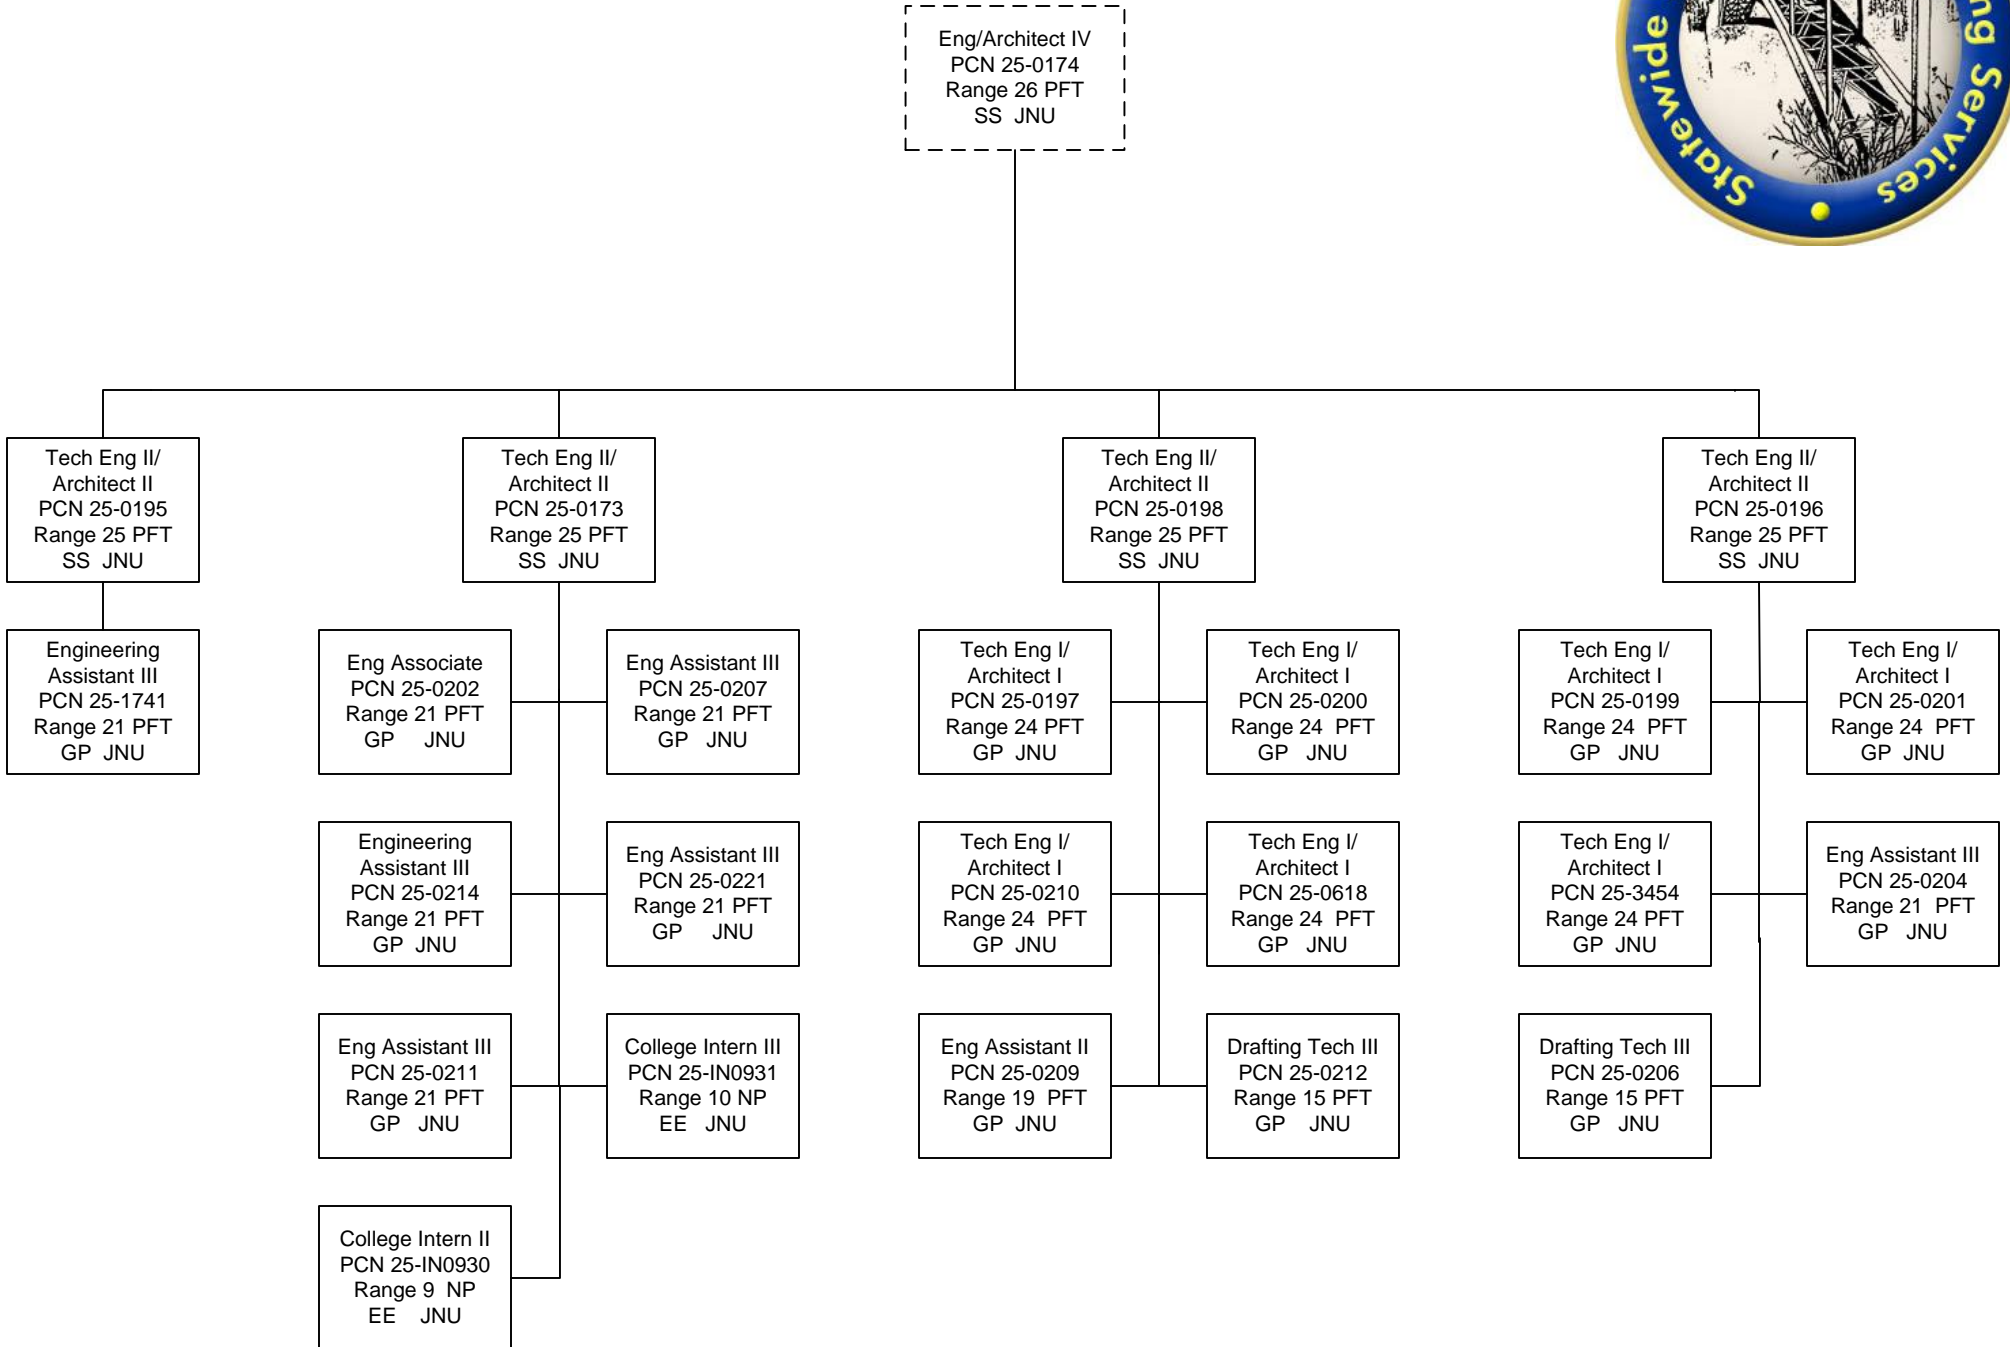 Eng/Architect IV
PCN 25-0174
Range 26 PFT
SS JNU
Statewide
Services
Tech Eng II/
Architect II
PCN 25-0195
Range 25 PFT
SS JNU
Tech Eng II/
Architect II
PCN 25-0173
Range 25 PFT
SS JNU
Tech Eng II/
Architect II
PCN 25-0198
Range 25 PFT
SS JNU
Tech Eng II/
Architect II
PCN 25-0196
Range 25 PFT
SS JNU
Engineering
Assistant III
PCN 25-1741
Range 21 PFT
GP JNU
Eng Associate
PCN 25-0202
Range 21 PFT
GP JNU
Eng Assistant III
PCN 25-0207
Range 21 PFT
GP JNU
Tech Eng I/
Architect I
PCN 25-0197
Range 24 PFT
GP JNU
Tech Eng I/
Architect I
PCN 25-0200
Range 24 PFT
GP JNU
Tech Eng I/
Architect I
PCN 25-0199
Range 24 PFT
GP JNU
Tech Eng I/
Architect I
PCN 25-0201
Range 24 PFT
GP JNU
Engineering
Assistant III
PCN 25-0214
Range 21 PFT
GP JNU
Eng Assistant III
PCN 25-0221
Range 21 PFT
GP JNU
Tech Eng I/
Architect I
PCN 25-0210
Range 24 PFT
GP JNU
Tech Eng I/
Architect I
PCN 25-0618
Range 24 PFT
GP JNU
Tech Eng I/
Architect I
PCN 25-3454
Range 24 PFT
GP JNU
Eng Assistant III
PCN 25-0204
Range 21 PFT
GP JNU
Eng Assistant III
PCN 25-0211
Range 21 PFT
GP JNU
College Intern III
PCN 25-IN0931
Range 10 NP
EE JNU
Eng Assistant II
PCN 25-0209
Range 19 PFT
GP JNU
Drafting Tech III
PCN 25-0212
Range 15 PFT
GP JNU
Drafting Tech III
PCN 25-0206
Range 15 PFT
GP JNU
College Intern II
PCN 25-IN0930
Range 9 NP
EE JNU